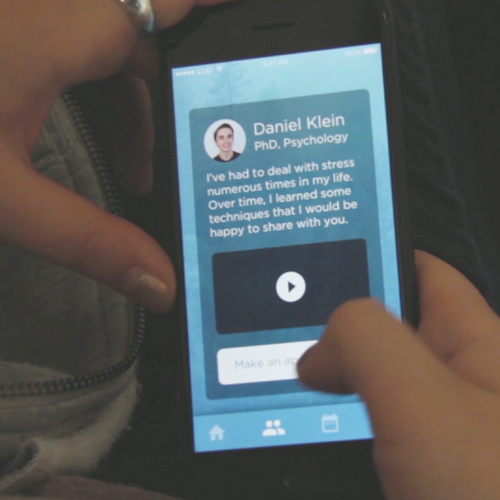 Daniel Klein
PhD, Psychology
I've had to deal with stress
numerous times in my life.
Over time, I learned some
techniques that I would be
happy to share with you.
Make an